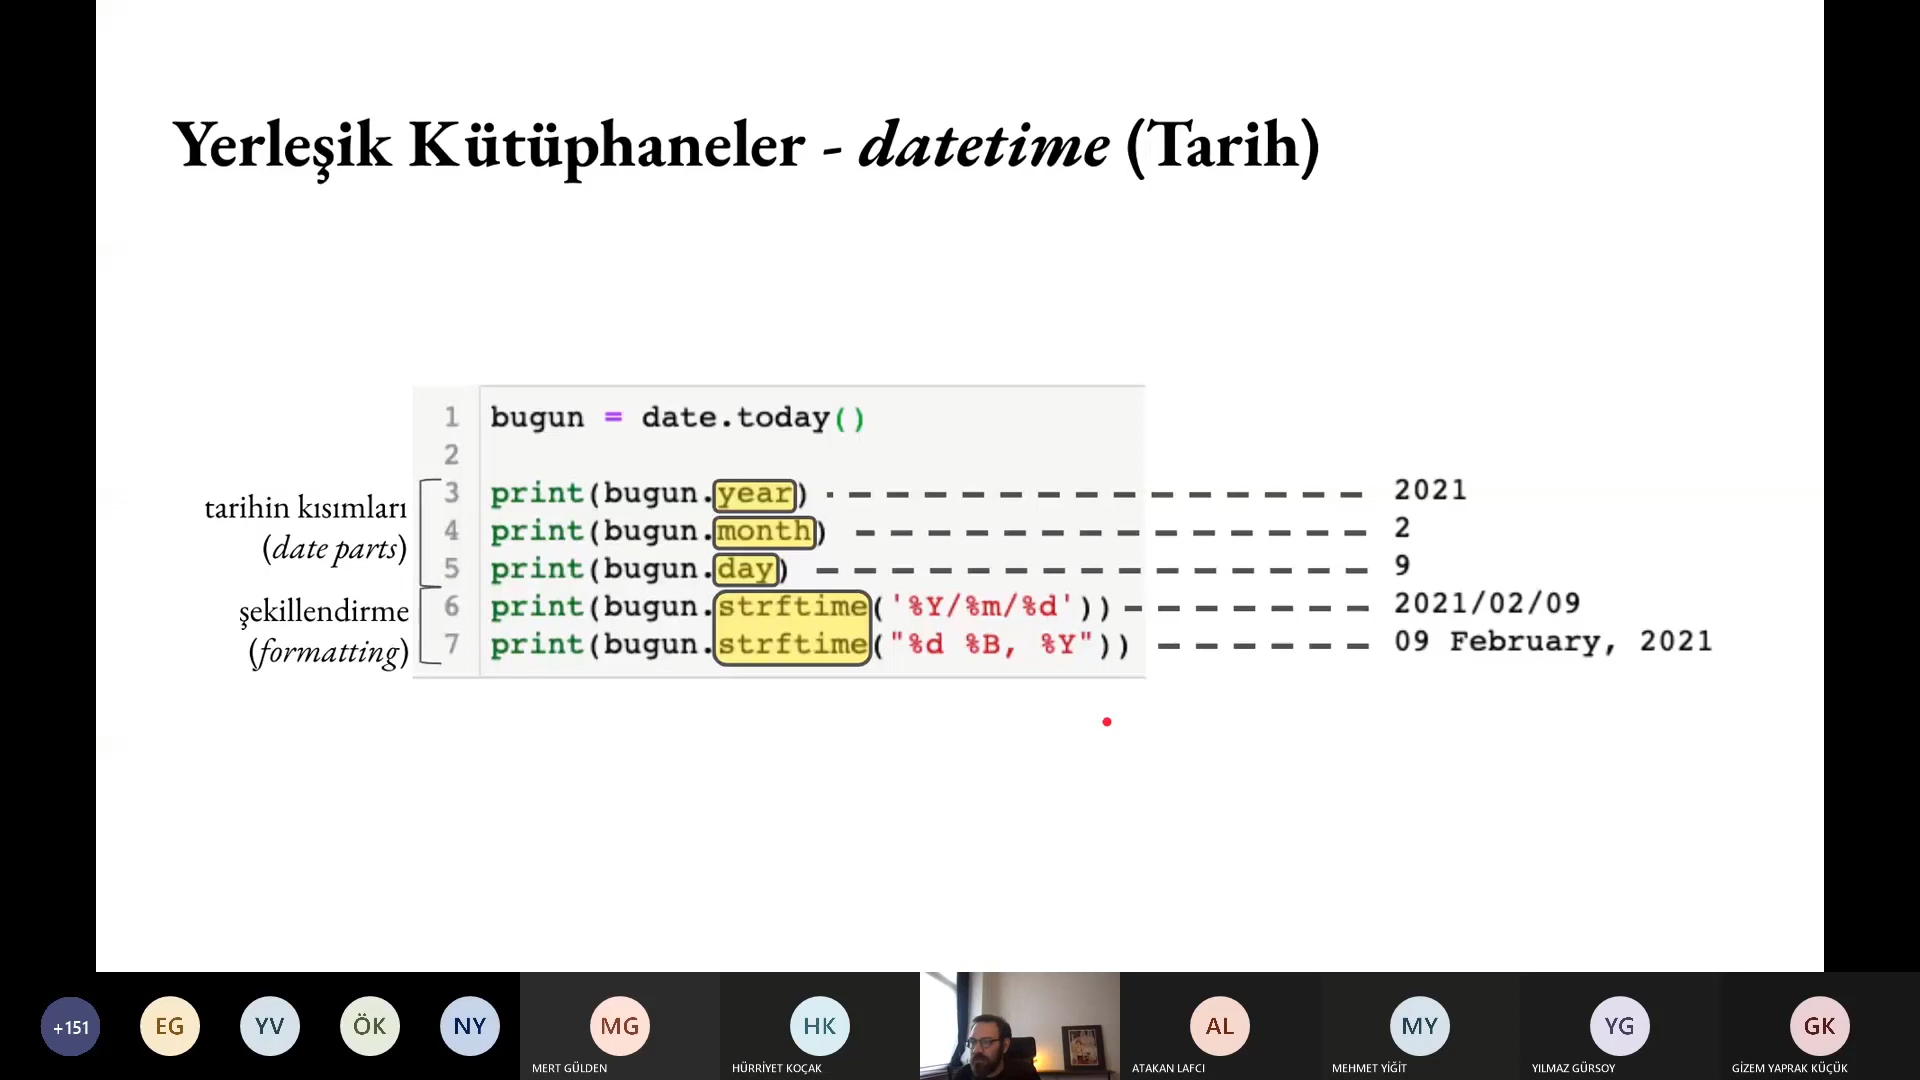 Yerleşik Kütüphaneler - datetime (Tarih)
1 bugun = date.today()
2
3 print(bugun.year) 2021
4 print(bugun.month) 2
5 print(bugun.day) 9
6 print(bugun.strftime('%Y/%m/%d')) 2021/02/09
7 print(bugun.strftime("%d %B, %Y")) 09 February, 2021
tarihin kısımları
(date parts)
şekillendirme
(formatting)
+151
EG
YV
ÖK
NY
MG
MERT GÜLDEN
HK
HÜRRİYET KOÇAK
AL
ATAKAN LAFCI
MY
MEHMET YİĞİT
YG
YILMAZ GÜRSOY
GK
GİZEM YAPRAK KÜÇÜK